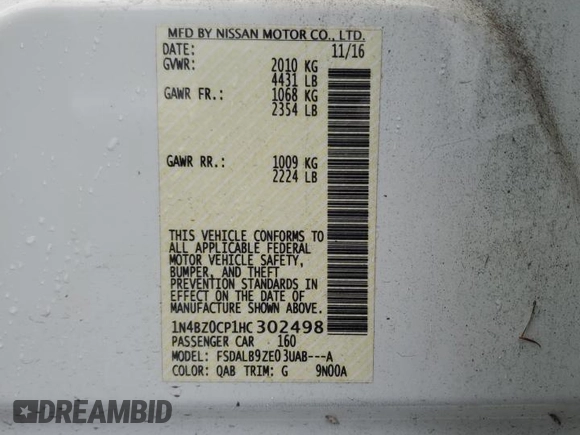 MFD BY NISSAN MOTOR CO., LTD.
DATE: 11/16
GVWR: 2010 KG
4431 LB
GAWR FR.: 1068 KG
2354 LB
GAWR RR.: 1009 KG
2224 LB
THIS VEHICLE CONFORMS TO
ALL APPLICABLE FEDERAL
MOTOR VEHICLE SAFETY,
BUMPER, AND THEFT
PREVENTION STANDARDS IN
EFFECT ON THE DATE OF
MANUFACTURE SHOWN ABOVE.
1N4BZ0CP1HC302498
PASSENGER CAR 160
MODEL: FSDALB9ZE03UAB---A
COLOR: QAB TRIM: G 9N00A
DREAMBID